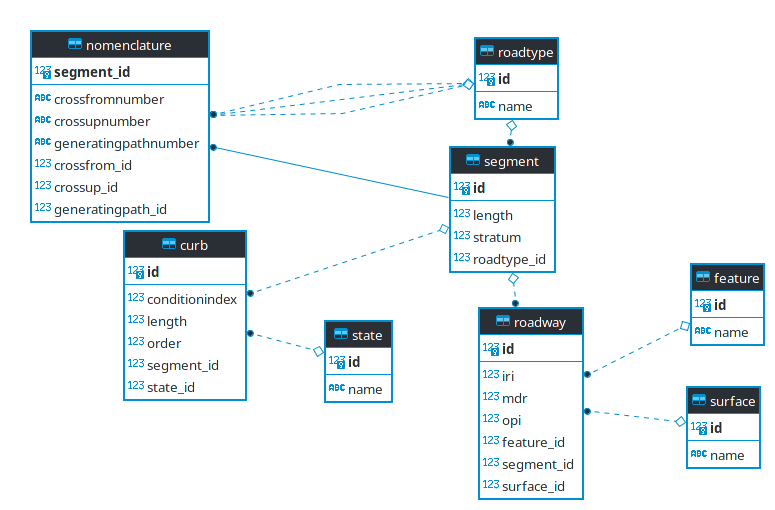 nomenclature
123 segment_id
ABC crossfromnumber
ABC crossupnumber
ABC generatingpathnumber
123 crossfrom_id
123 crossup_id
123 generatingpath_id
roadtype
123 id
ABC name
segment
123 id
123 length
123 stratum
123 roadtype_id
curb
123 id
123 conditionindex
123 length
123 order
123 segment_id
123 state_id
state
123 id
ABC name
roadway
123 id
123 iri
123 mdr
123 opi
123 feature_id
123 segment_id
123 surface_id
feature
123 id
ABC name
surface
123 id
ABC name